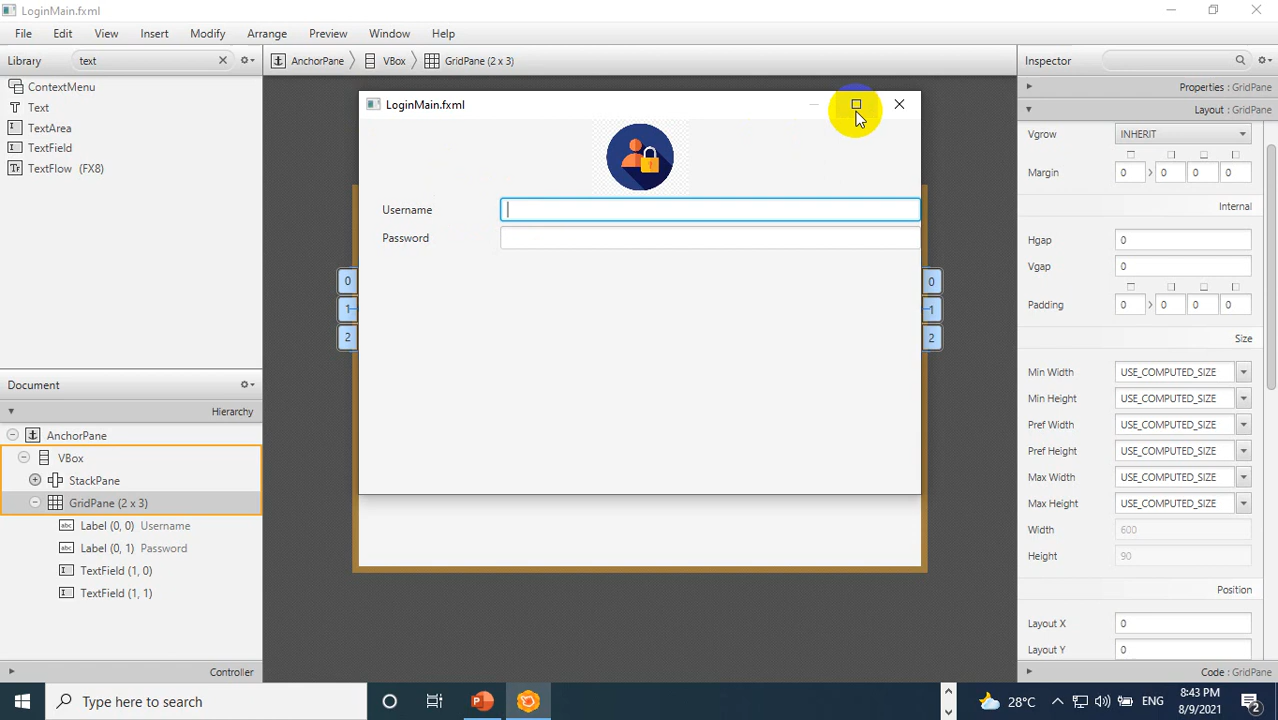 LoginMain.fxml
File Edit View Insert Modify Arrange Preview Window Help
Library text
AnchorPane VBox GridPane (2 x 3)
Inspector
ContextMenu
Text
TextArea
TextField
TextFlow (FX8)
LoginMain.fxml
Username
Password
0 0
1 1
2 2
Properties : GridPane
Layout : GridPane
Vgrow INHERIT
Margin 0 0 0 0
Internal
Hgap 0
Vgap 0
Padding 0 0 0 0
Size
Min Width USE_COMPUTED_SIZE
Min Height USE_COMPUTED_SIZE
Pref Width USE_COMPUTED_SIZE
Pref Height USE_COMPUTED_SIZE
Max Width USE_COMPUTED_SIZE
Max Height USE_COMPUTED_SIZE
Width 600
Height 90
Position
Layout X 0
Layout Y 0
Code : GridPane
Document
Hierarchy
AnchorPane
VBox
StackPane
GridPane (2 x 3)
Label (0, 0) Username
Label (0, 1) Password
TextField (1, 0)
TextField (1, 1)
Controller
Type here to search
28°C
ENG
8:43 PM
8/9/2021
2